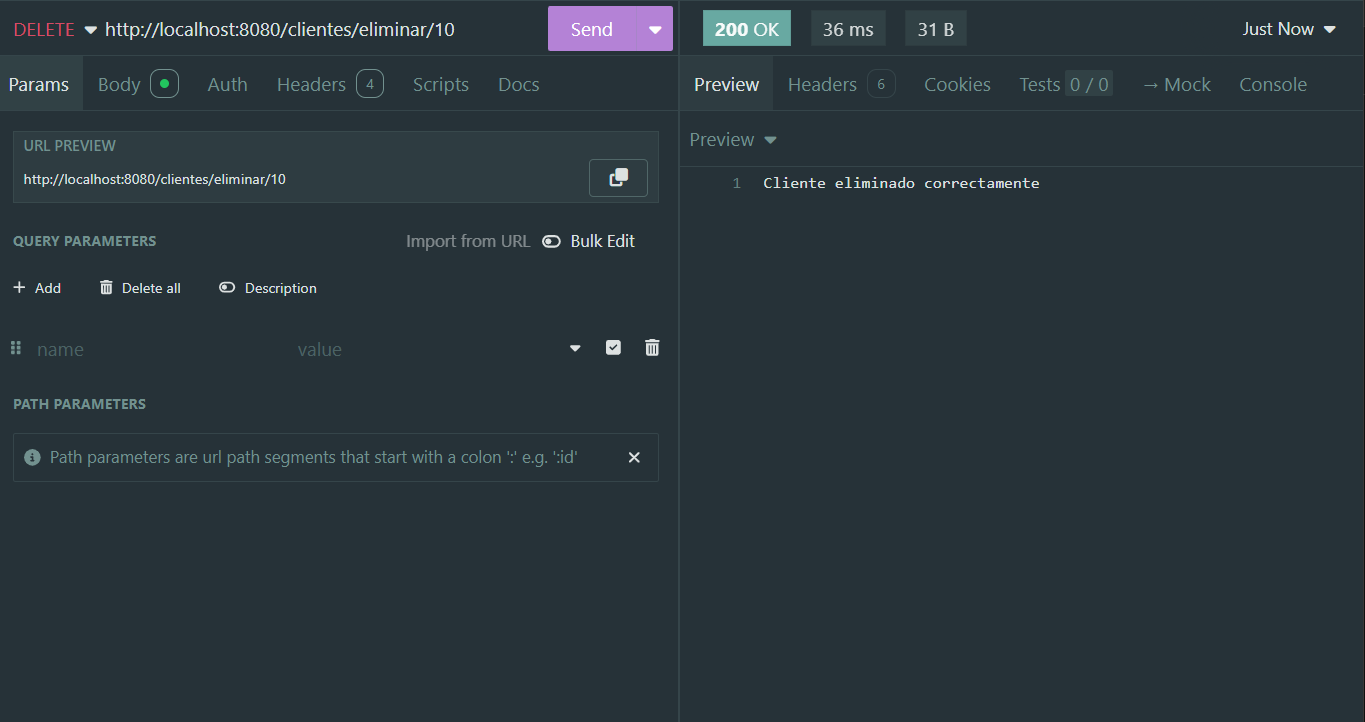 DELETE http://localhost:8080/clientes/eliminar/10 Send 200 OK 36 ms 31 B Just Now
Params Body Auth Headers 4 Scripts Docs Preview Headers 6 Cookies Tests 0 / 0 → Mock Console
URL PREVIEW
http://localhost:8080/clientes/eliminar/10
Preview
1 Cliente eliminado correctamente
QUERY PARAMETERS Import from URL Bulk Edit
+ Add Delete all Description
name value
PATH PARAMETERS
Path parameters are url path segments that start with a colon ':' e.g. ':id'